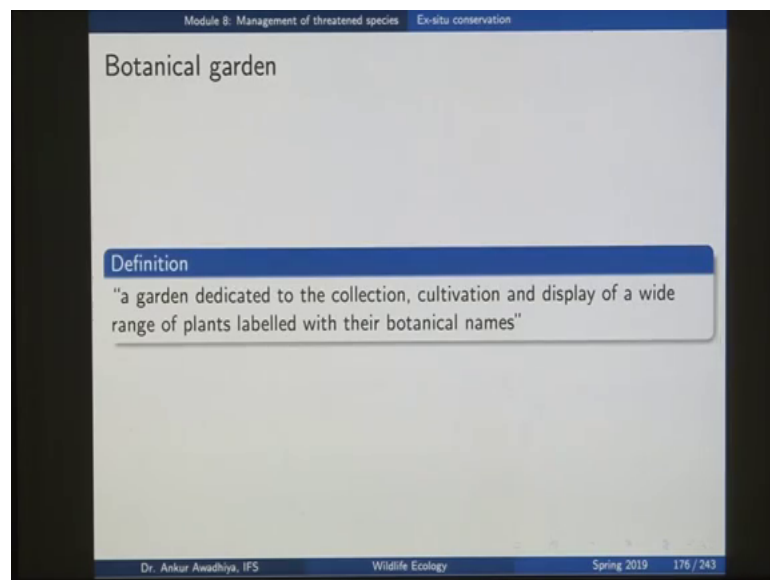 Module 8: Management of threatened species Ex-situ conservation
Botanical garden
Definition
“a garden dedicated to the collection, cultivation and display of a wide
range of plants labelled with their botanical names”
Dr. Ankur Awadhiya, IFS Wildlife Ecology Spring 2019 176 / 243